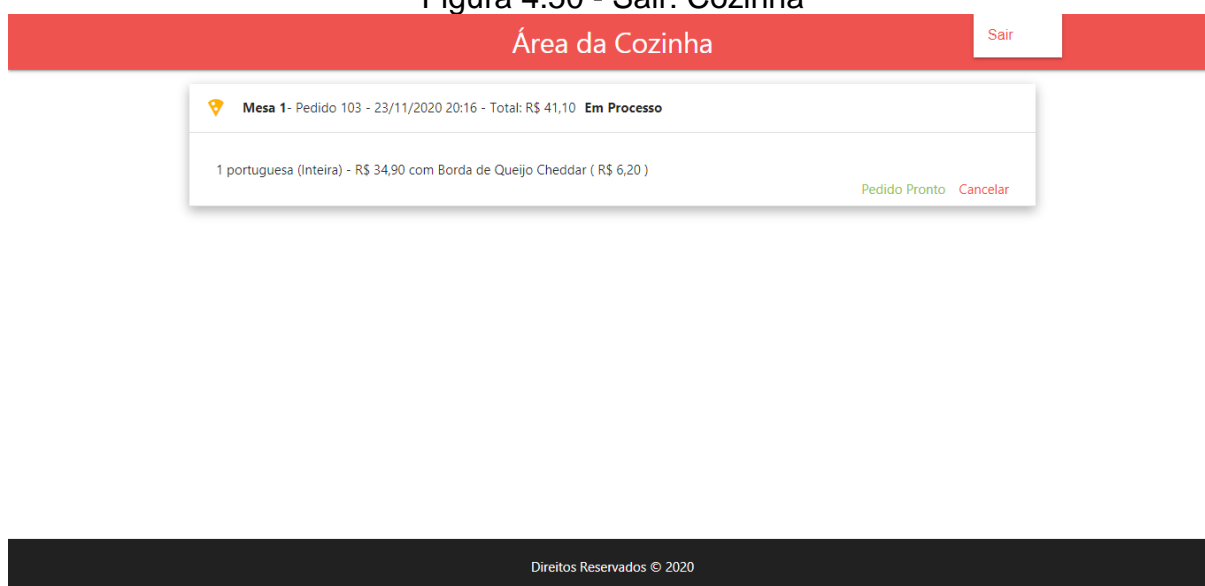 Figura 4.50 - Sair: Cozinha
Área da Cozinha
Sair
Mesa 1- Pedido 103 - 23/11/2020 20:16 - Total: R$ 41,10 Em Processo
1 portuguesa (Inteira) - R$ 34,90 com Borda de Queijo Cheddar ( R$ 6,20 )
Pedido Pronto Cancelar
Direitos Reservados © 2020